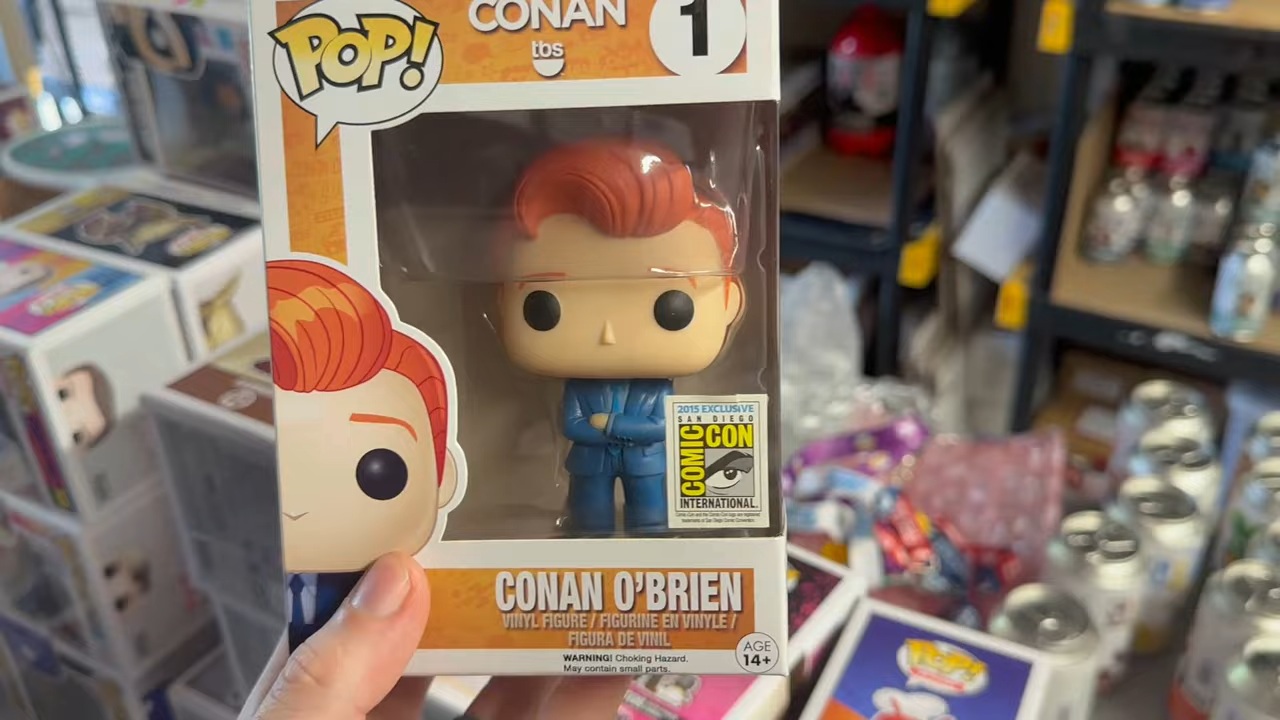 POP!
CONAN
tbs
1
2015 EXCLUSIVE
SAN DIEGO
COMIC
CON
INTERNATIONAL.
CONAN O'BRIEN
VINYL FIGURE / FIGURINE EN VINYLE /
FIGURA DE VINIL
WARNING! Choking Hazard.
May contain small parts.
AGE
14+
POP!